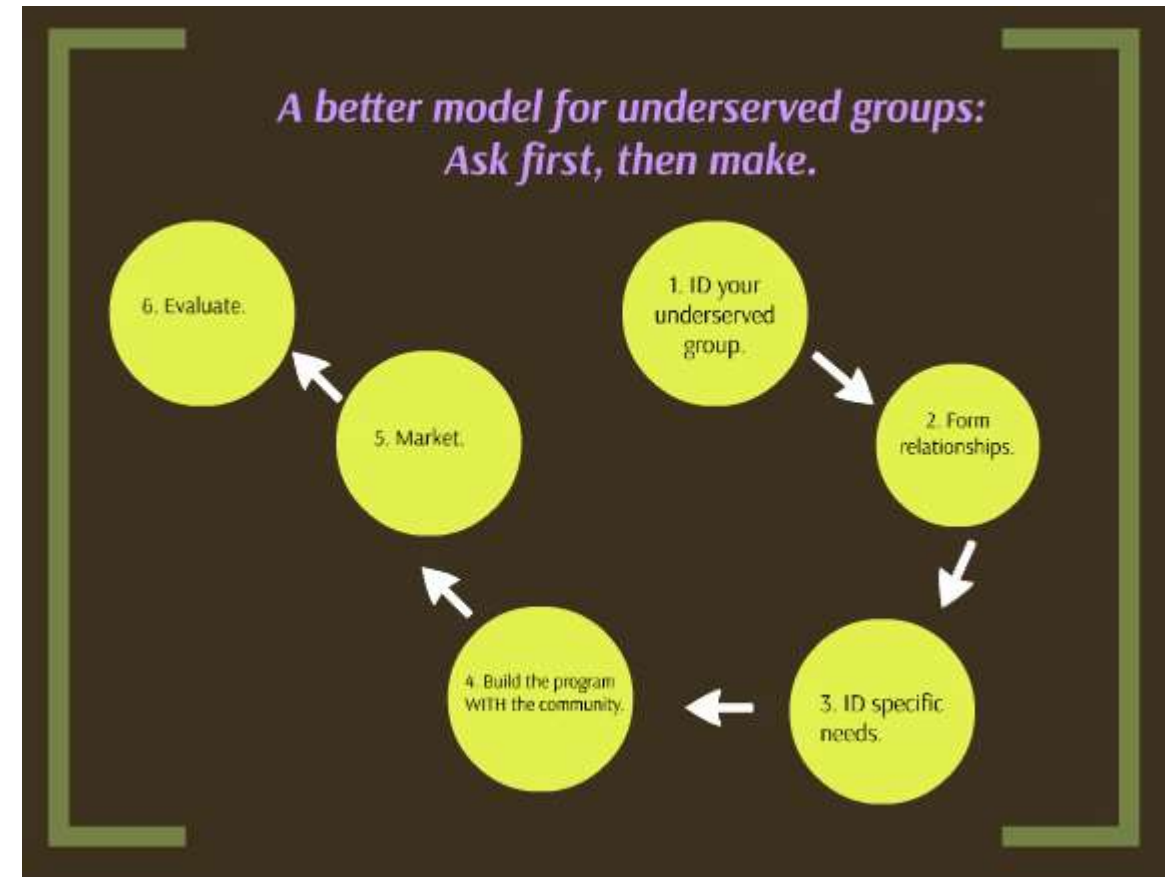 A better model for underserved groups:
Ask first, then make.
1. ID your
underserved
group.
2. Form
relationships.
3. ID specific
needs.
4. Build the program
WITH the community.
5. Market.
6. Evaluate.